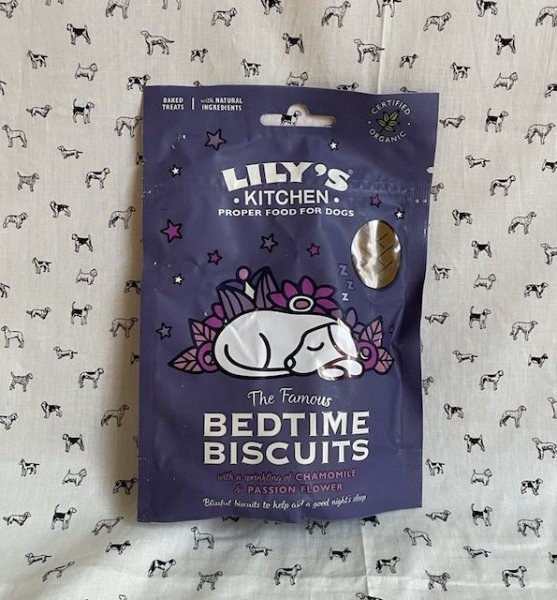 BAKED TREATS | with NATURAL INGREDIENTS
CERTIFIED ORGANIC
LILY'S
• KITCHEN •
PROPER FOOD FOR DOGS
Z
Z
Z
The Famous
BEDTIME
BISCUITS
with a sprinkling of CHAMOMILE
& PASSION FLOWER
Blissful biscuits to help aid a good night's sleep